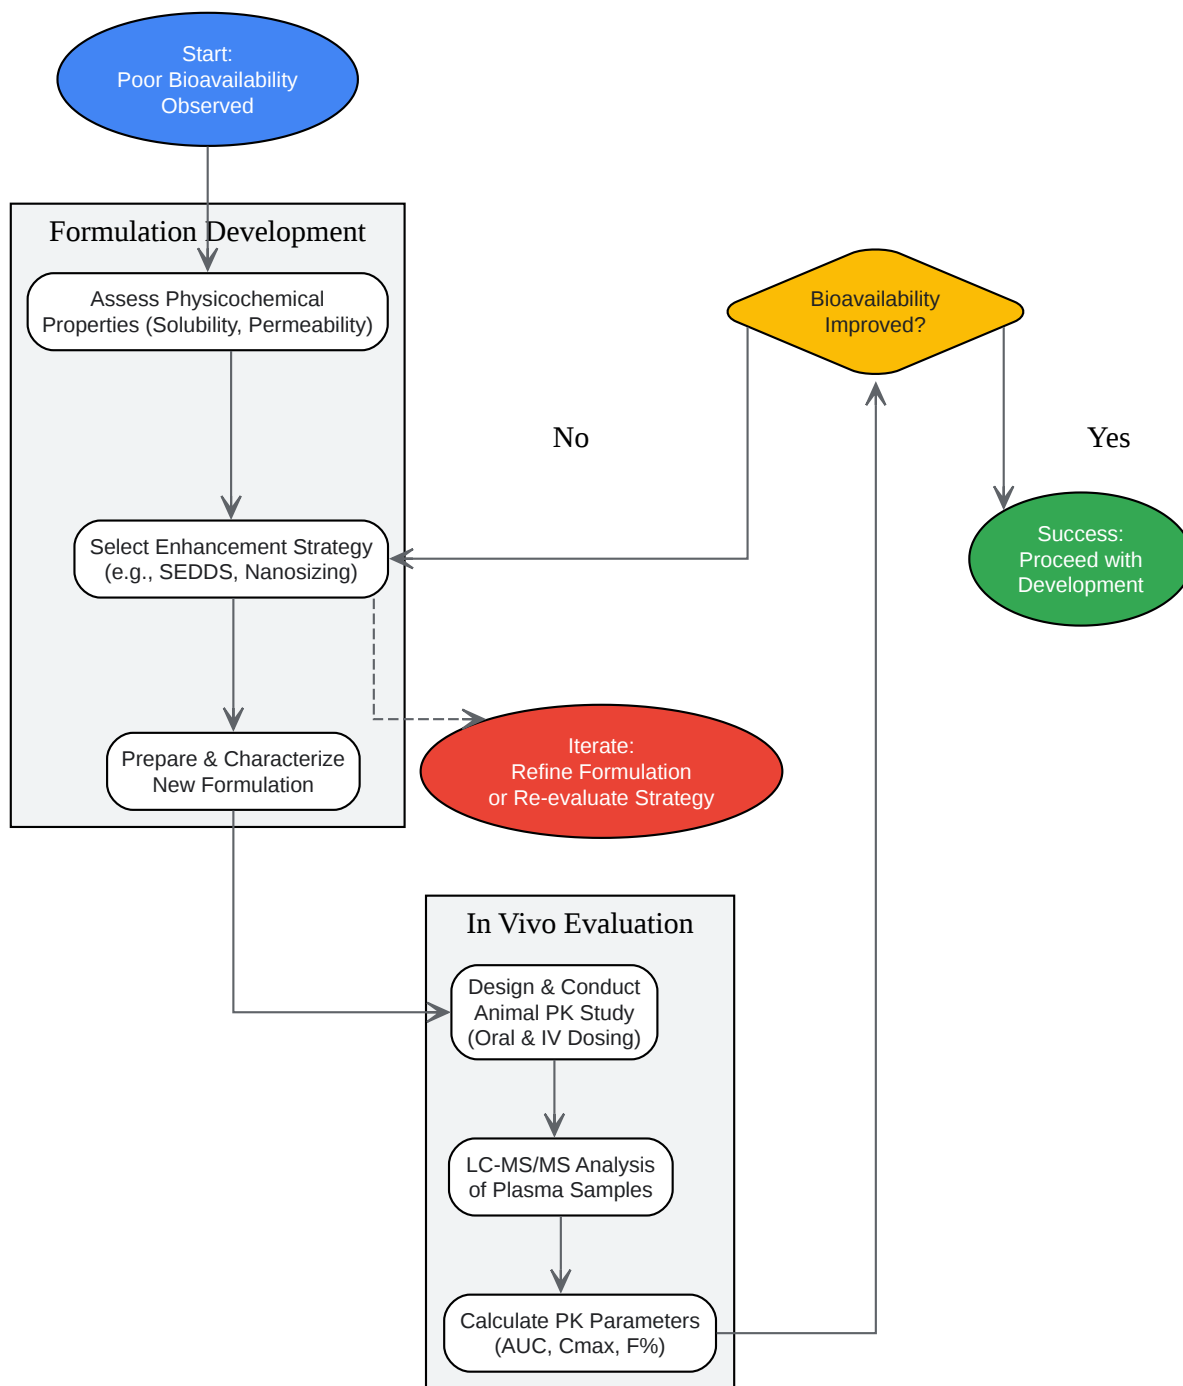 Start:
Poor Bioavailability
Observed
Formulation Development
Assess Physicochemical
Properties (Solubility, Permeability)
Bioavailability
Improved?
No
Yes
Select Enhancement Strategy
(e.g., SEDDS, Nanosizing)
Success:
Proceed with
Development
Prepare & Characterize
New Formulation
Iterate:
Refine Formulation
or Re-evaluate Strategy
In Vivo Evaluation
Design & Conduct
Animal PK Study
(Oral & IV Dosing)
LC-MS/MS Analysis
of Plasma Samples
Calculate PK Parameters
(AUC, Cmax, F%)